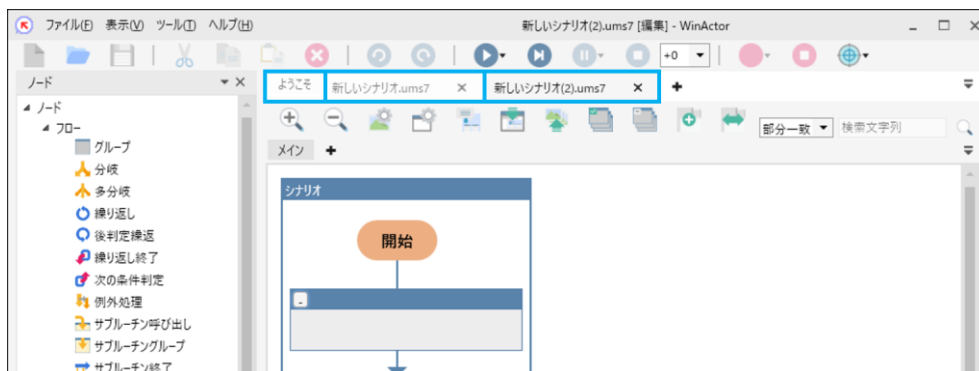 ファイル(F) 表示(V) ツール(T) ヘルプ(H) 新しいシナリオ(2).ums7 [編集] - WinActor
+0
ノード
ようこそ 新しいシナリオ.ums7 新しいシナリオ(2).ums7
部分一致 検索文字列
メイン
ノード
フロー
グループ
分岐
多分岐
繰り返し
後判定繰返
繰り返し終了
次の条件判定
例外処理
サブルーチン呼び出し
サブルーチングループ
サブルーチン終了
シナリオ
開始